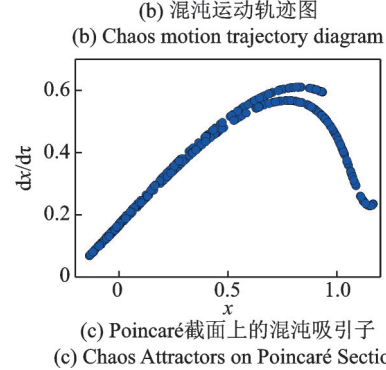 (b) 混沌运动轨迹图
(b) Chaos motion trajectory diagram
0.6
0.4
0.2
0
dx/dτ
0 0.5 1.0
x
(c) Poincaré截面上的混沌吸引子
(c) Chaos Attractors on Poincaré Sectio